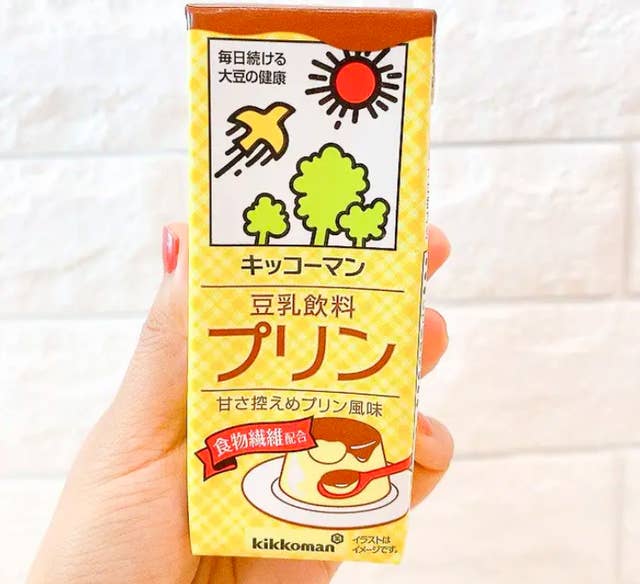 毎日続ける
大豆の健康
キッコーマン
豆乳飲料
プリン
甘さ控えめプリン風味
食物繊維配合
kikkoman
イラストは
イメージです。